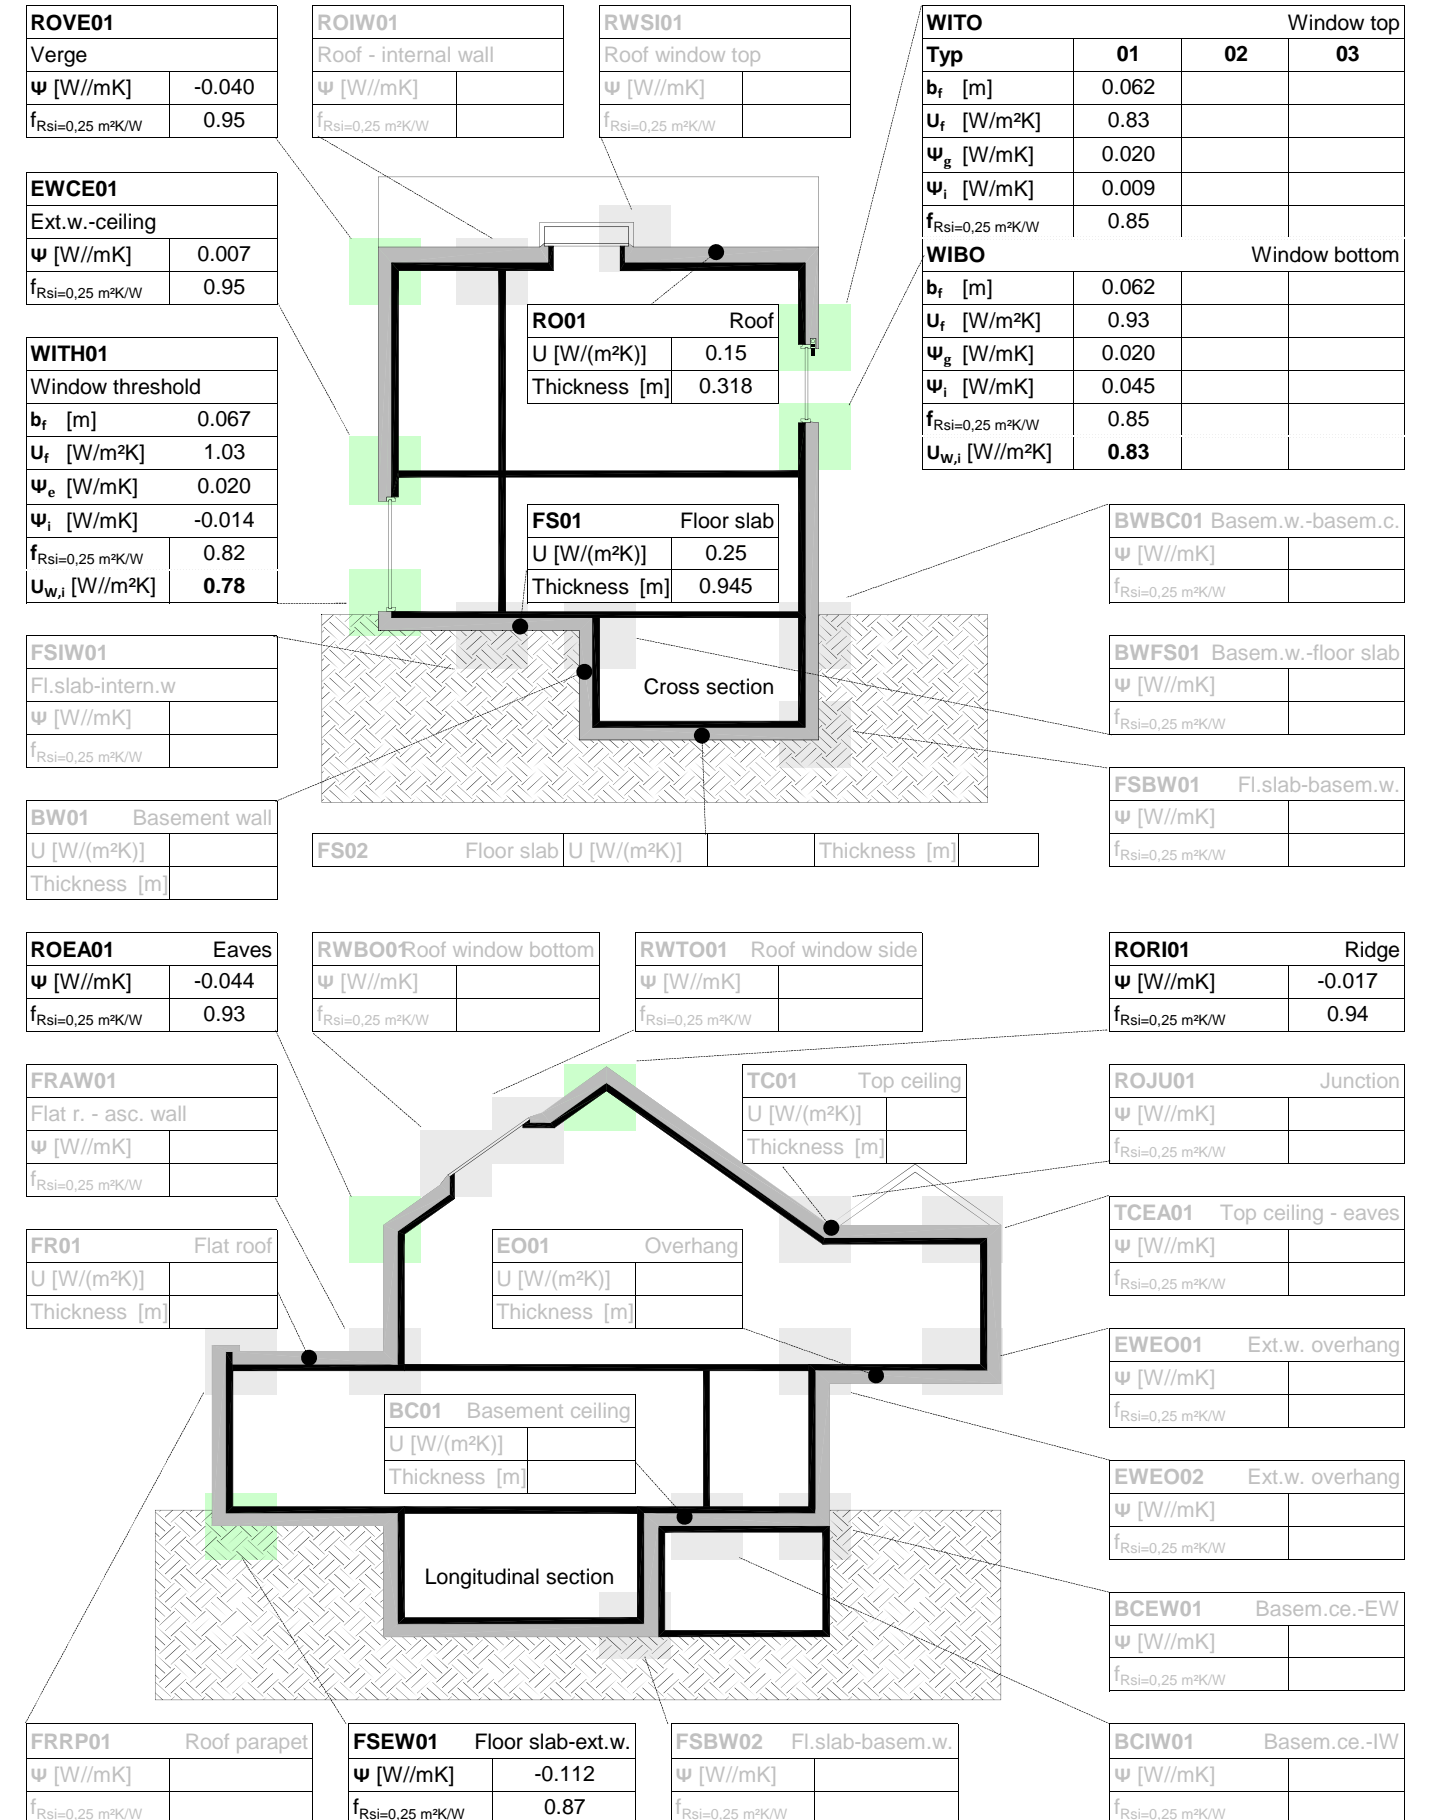 ROVE01
Verge
Ψ [W//mK] -0.040
fRsi=0,25 m²K/W 0.95
ROIW01
Roof - internal wall
Ψ [W//mK]
fRsi=0,25 m²K/W
RWSI01
Roof window top
Ψ [W//mK]
fRsi=0,25 m²K/W
WITO Window top
Typ 01 02 03
bf [m] 0.062
Uf [W/m²K] 0.83
Ψg [W/mK] 0.020
Ψi [W/mK] 0.009
fRsi=0,25 m²K/W 0.85
WIBO Window bottom
bf [m] 0.062
Uf [W/m²K] 0.93
Ψg [W/mK] 0.020
Ψi [W/mK] 0.045
fRsi=0,25 m²K/W 0.85
UW,i [W//m²K] 0.83
EWCE01
Ext.w.-ceiling
Ψ [W//mK] 0.007
fRsi=0,25 m²K/W 0.95
WITH01
Window threshold
bf [m] 0.067
Uf [W/m²K] 1.03
Ψe [W/mK] 0.020
Ψi [W/mK] -0.014
fRsi=0,25 m²K/W 0.82
UW,i [W//m²K] 0.78
RO01 Roof
U [W/(m²K)] 0.15
Thickness [m] 0.318
FS01 Floor slab
U [W/(m²K)] 0.25
Thickness [m] 0.945
BWBC01 Basem.w.-basem.c.
Ψ [W//mK]
fRsi=0,25 m²K/W
FSIW01
Fl.slab-intern.w
Ψ [W//mK]
fRsi=0,25 m²K/W
Cross section
BWFS01 Basem.w.-floor slab
Ψ [W//mK]
fRsi=0,25 m²K/W
FSBW01 Fl.slab-basem.w.
Ψ [W//mK]
fRsi=0,25 m²K/W
BW01 Basement wall
U [W/(m²K)]
Thickness [m]
FS02 Floor slab U [W/(m²K)] Thickness [m]
ROEA01 Eaves
Ψ [W//mK] -0.044
fRsi=0,25 m²K/W 0.93
RWBO01 Roof window bottom
Ψ [W//mK]
fRsi=0,25 m²K/W
RWTO01 Roof window side
Ψ [W//mK]
fRsi=0,25 m²K/W
RORI01 Ridge
Ψ [W//mK] -0.017
fRsi=0,25 m²K/W 0.94
FRAW01
Flat r. - asc. wall
Ψ [W//mK]
fRsi=0,25 m²K/W
TC01 Top ceiling
U [W/(m²K)]
Thickness [m]
ROJU01 Junction
Ψ [W//mK]
fRsi=0,25 m²K/W
FR01 Flat roof
U [W/(m²K)]
Thickness [m]
EO01 Overhang
U [W/(m²K)]
Thickness [m]
TCEA01 Top ceiling - eaves
Ψ [W//mK]
fRsi=0,25 m²K/W
EWEO01 Ext.w. overhang
Ψ [W//mK]
fRsi=0,25 m²K/W
BC01 Basement ceiling
U [W/(m²K)]
Thickness [m]
EWEO02 Ext.w. overhang
Ψ [W//mK]
fRsi=0,25 m²K/W
Longitudinal section
BCEW01 Basem.ce.-EW
Ψ [W//mK]
fRsi=0,25 m²K/W
FRRP01 Roof parapet
Ψ [W//mK]
fRsi=0,25 m²K/W
FSEW01 Floor slab-ext.w.
Ψ [W//mK] -0.112
fRsi=0,25 m²K/W 0.87
FSBW02 Fl.slab-basem.w.
Ψ [W//mK]
fRsi=0,25 m²K/W
BCIW01 Basem.ce.-IW
Ψ [W//mK]
fRsi=0,25 m²K/W